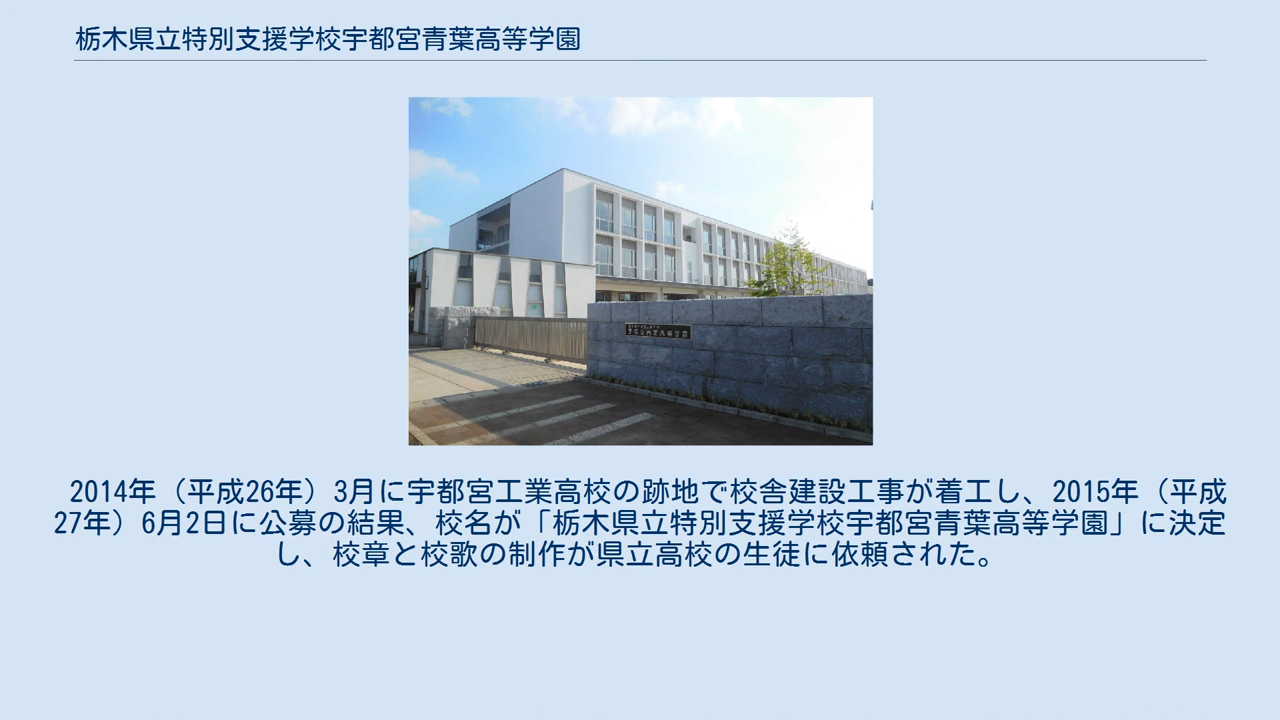 栃木県立特別支援学校宇都宮青葉高等学園
2014年（平成26年）3月に宇都宮工業高校の跡地で校舎建設工事が着工し、2015年（平成
27年）6月2日に公募の結果、校名が「栃木県立特別支援学校宇都宮青葉高等学園」に決定
し、校章と校歌の制作が県立高校の生徒に依頼された。